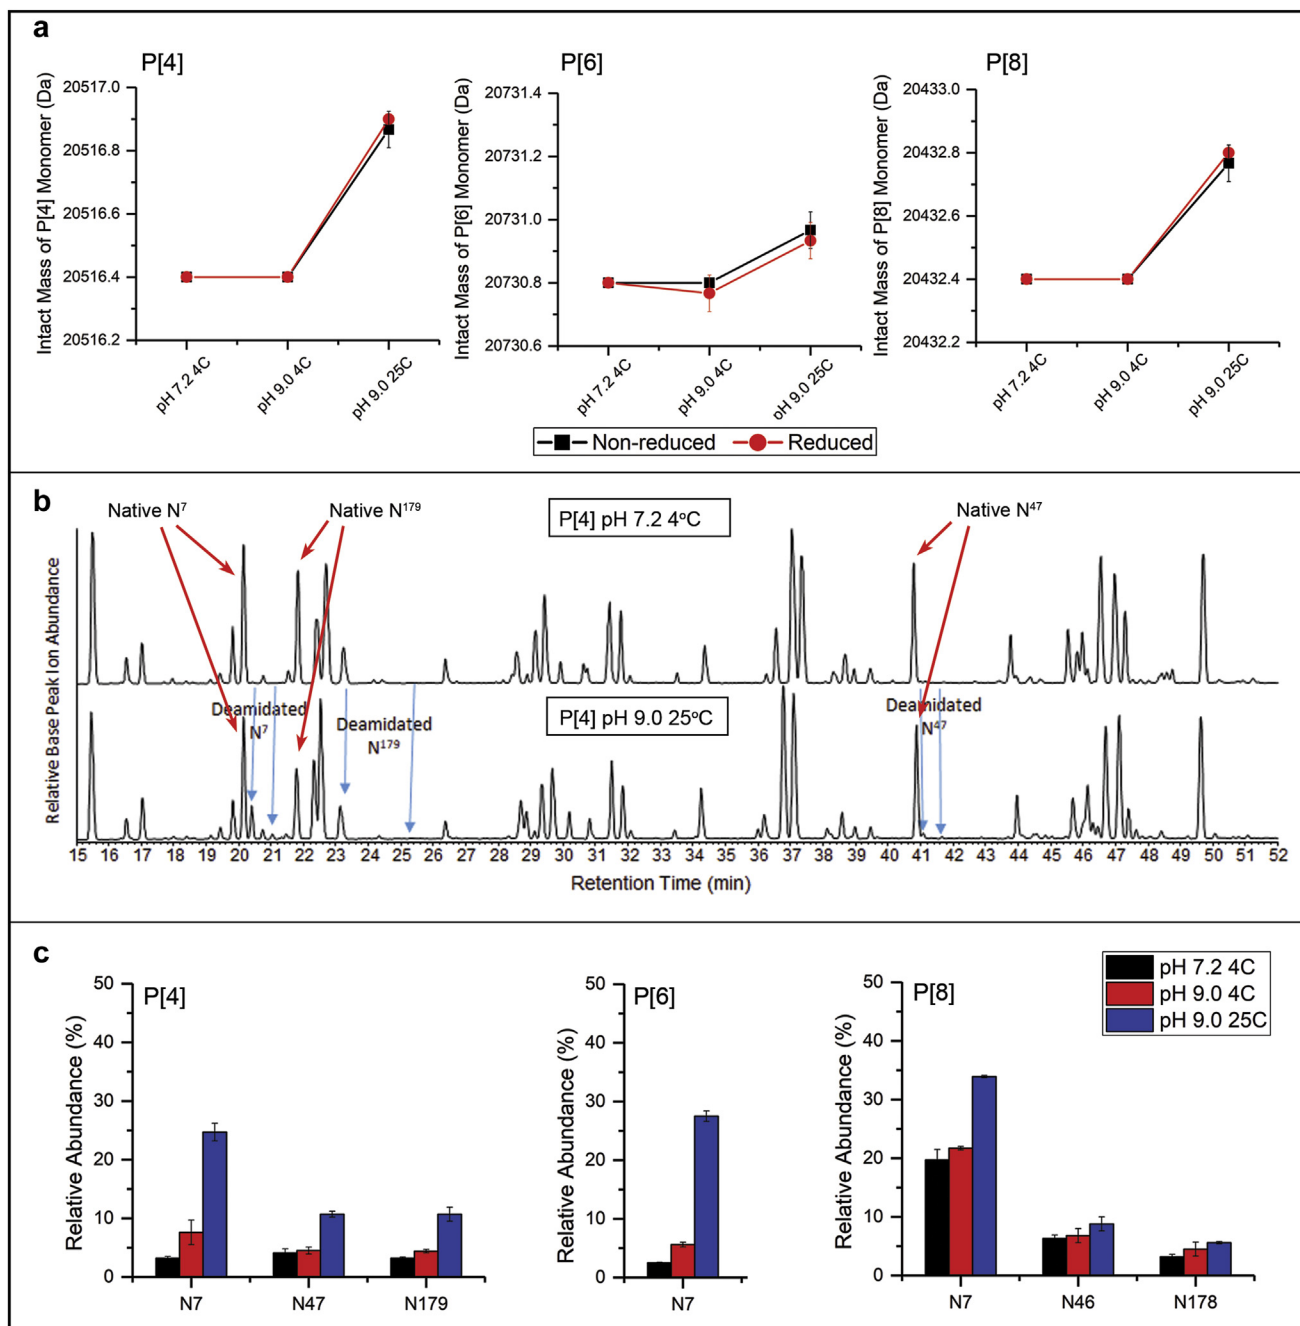 a
P[4]
P[6]
P[8]
Intact Mass of P[4] Monomer (Da)
20517.0
20516.8
20516.6
20516.4
20516.2
pH 7.2 4C
pH 9.0 4C
pH 9.0 25C
Intact Mass of P[6] Monomer (Da)
20731.4
20731.2
20731.0
20730.8
20730.6
pH 7.2 4C
pH 9.0 4C
oH 9.0 25C
Intact Mass of P[8] Monomer (Da)
20433.0
20432.8
20432.6
20432.4
20432.2
pH 7.2 4C
pH 9.0 4C
pH 9.0 25C
Non-reduced Reduced
b
Native N⁷
Native N¹⁷⁹
P[4] pH 7.2 4°C
Native N⁴⁷
Relative Base Peak Ion Abundance
Deamidated
N⁷
Deamidated
N¹⁷⁹
P[4] pH 9.0 25°C
Deamidated
N⁴⁷
15 16 17 18 19 20 21 22 23 24 25 26 27 28 29 30 31 32 33 34 35 36 37 38 39 40 41 42 43 44 45 46 47 48 49 50 51 52
Retention Time (min)
c
P[4]
Relative Abundance (%)
50
40
30
20
10
0
N7 N47 N179
P[6]
Relative Abundance (%)
50
40
30
20
10
0
N7
P[8]
Relative Abundance (%)
50
40
30
20
10
0
N7 N46 N178
pH 7.2 4C
pH 9.0 4C
pH 9.0 25C